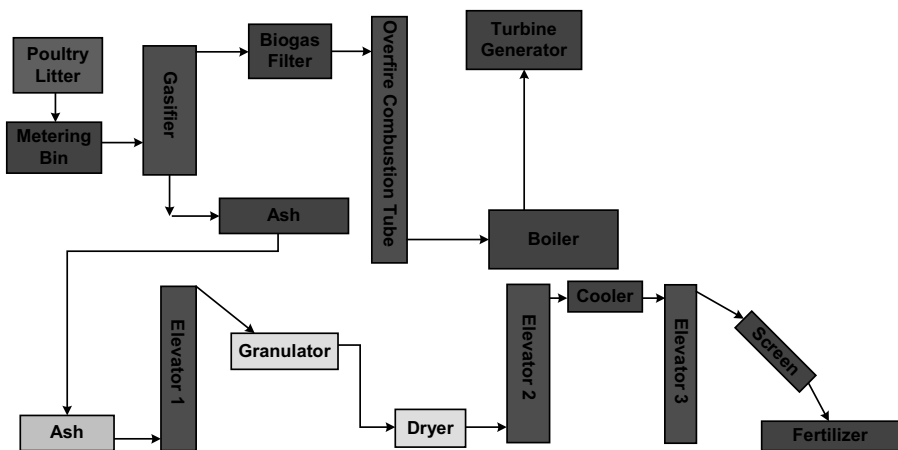 Poultry
Litter
Metering
Bin
Gasifier
Biogas
Filter
Overfire Combustion Tube
Turbine
Generator
Ash
Boiler
Ash
Elevator 1
Granulator
Dryer
Elevator 2
Cooler
Elevator 3
Screen
Fertilizer